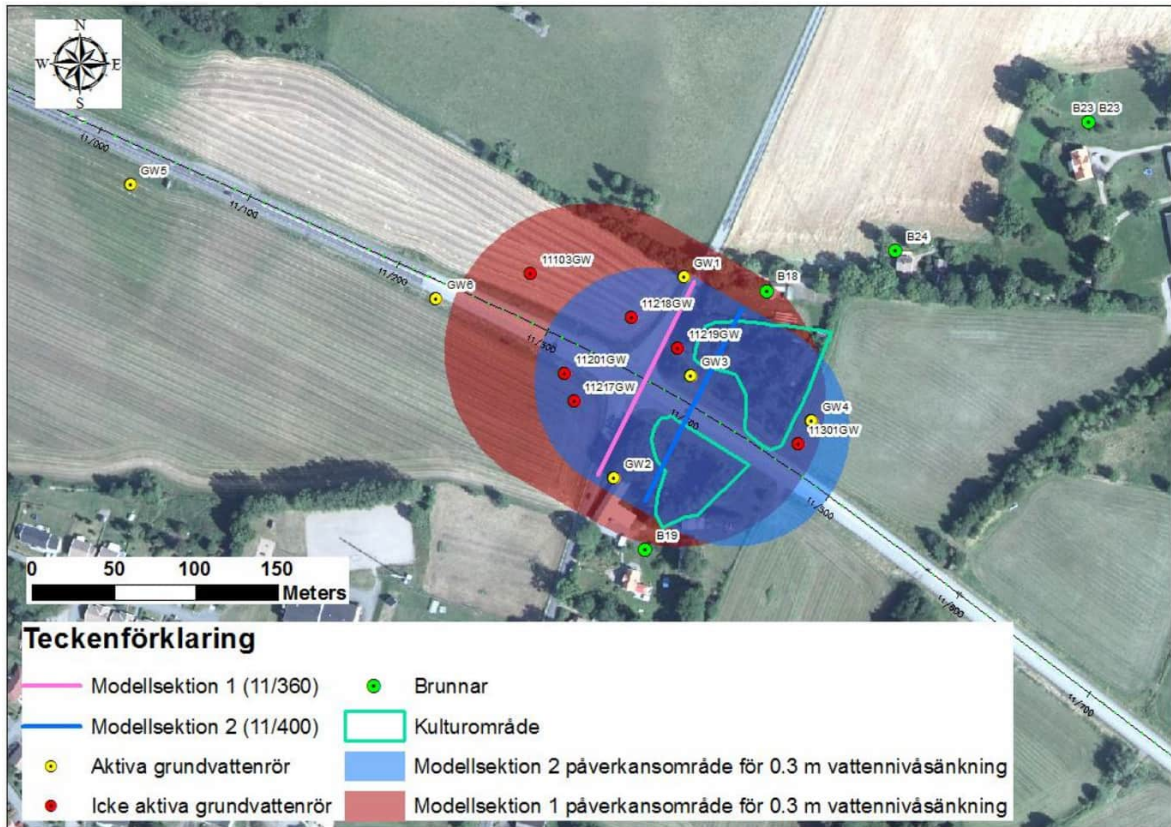 N
W E
S
11/000
GW5
11/100
11/200
GW6
11103GW
GW1
B18
B23 B23
B24
11218GW
11/300
11219GW
11201GW
GW3
11217GW
GW4
11301GW
GW2
11/500
B19
11/600
11/700
0 50 100 150
Meters
Teckenförklaring
Modellsektion 1 (11/360)
Modellsektion 2 (11/400)
Aktiva grundvattenrör
Icke aktiva grundvattenrör
Brunnar
Kulturområde
Modellsektion 2 påverkansområde för 0.3 m vattennivåsänkning
Modellsektion 1 påverkansområde för 0.3 m vattennivåsänkning